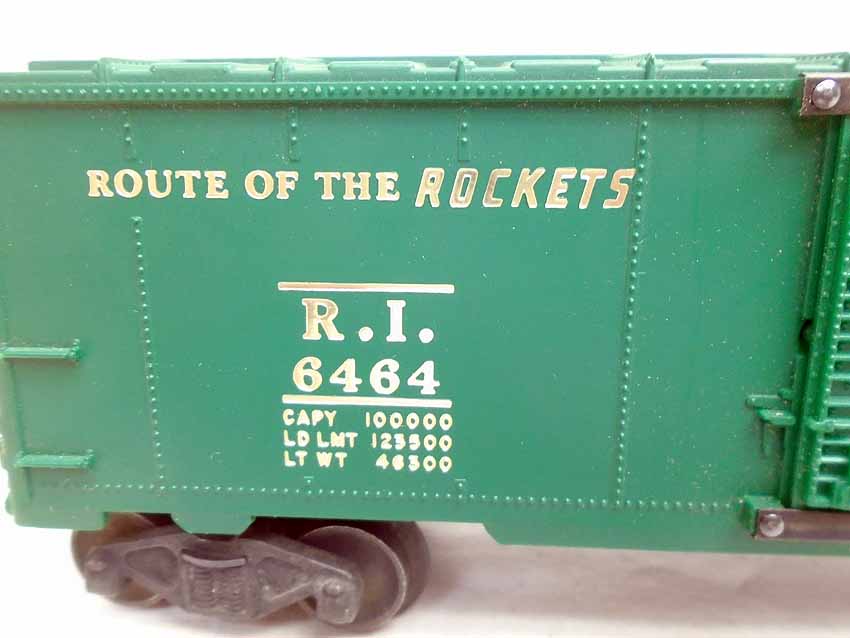 ROUTE OF THE ROCKETS
R.I.
6464
CAPY 100000
LD LMT 123500
LT WT 46300